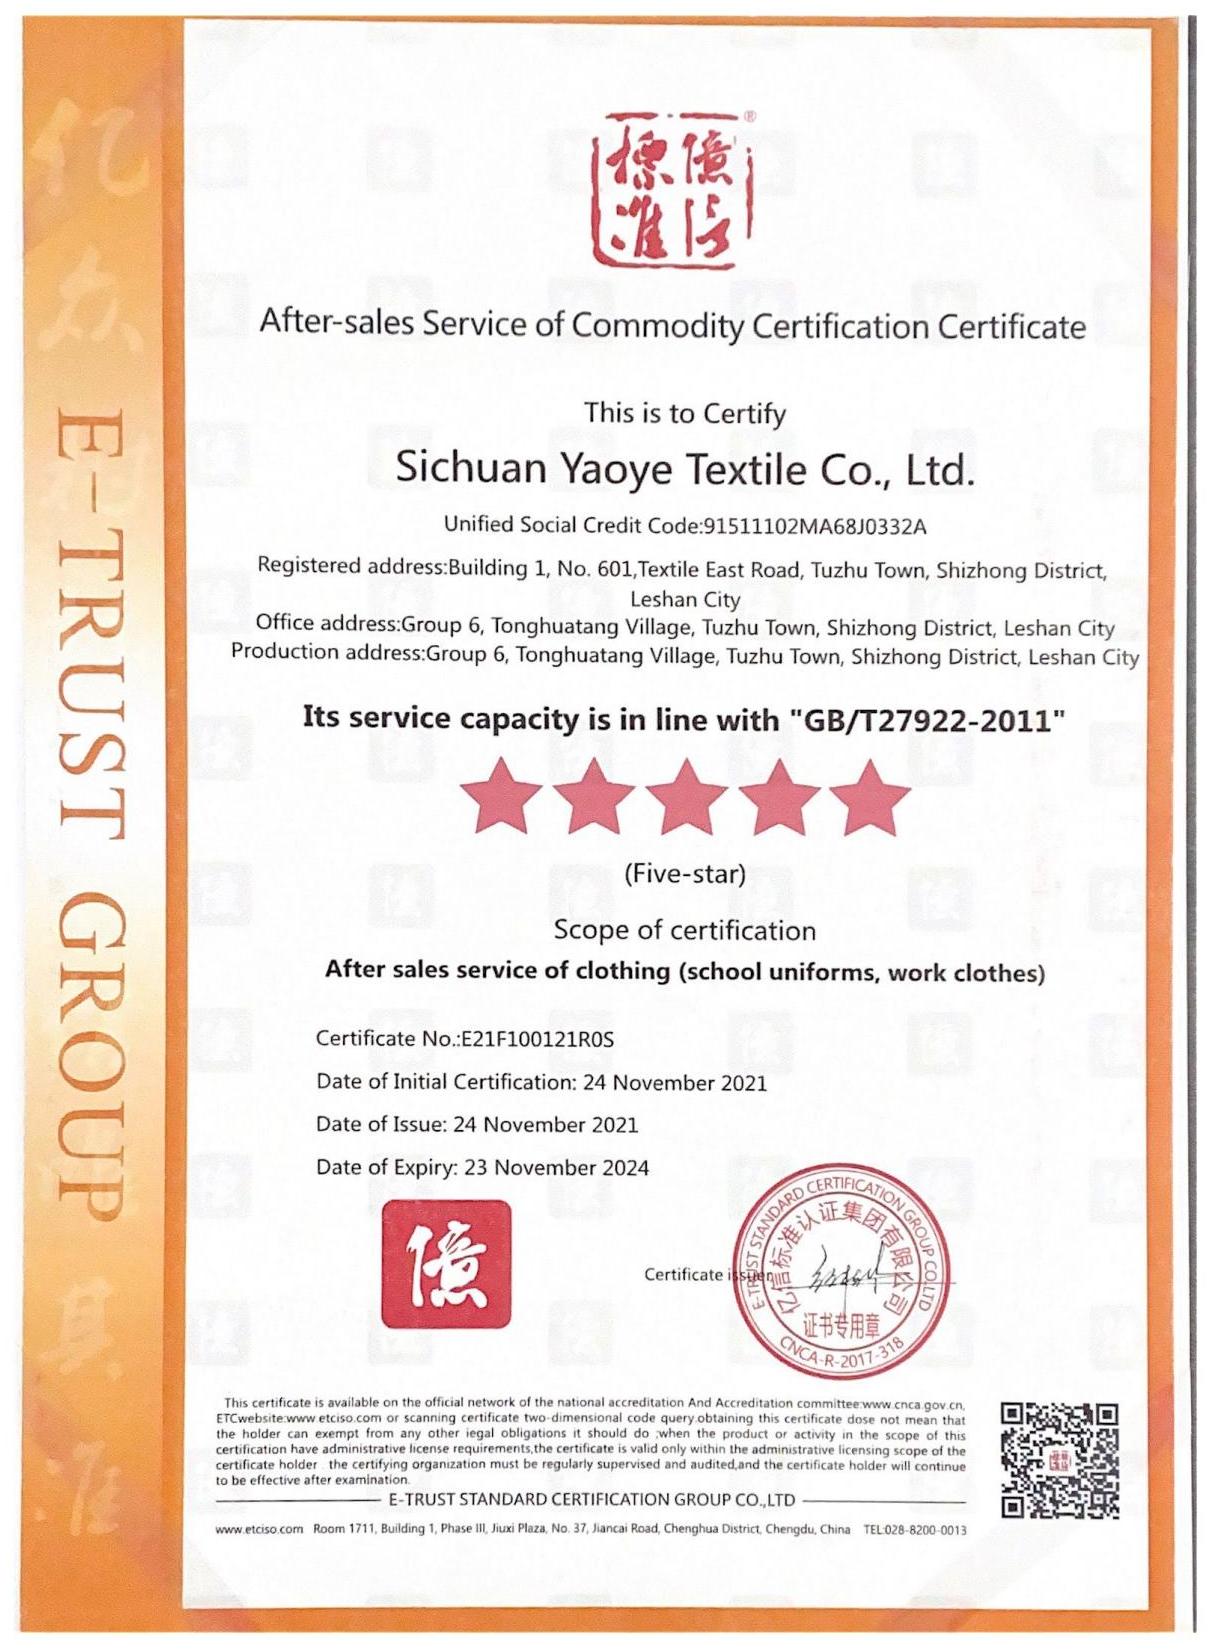 億信
標准
®
亿
众
E-TRUST GROUP
具
准
After-sales Service of Commodity Certification Certificate
This is to Certify
Sichuan Yaoye Textile Co., Ltd.
Unified Social Credit Code:91511102MA68J0332A
Registered address:Building 1, No. 601,Textile East Road, Tuzhu Town, Shizhong District,
Leshan City
Office address:Group 6, Tonghuatang Village, Tuzhu Town, Shizhong District, Leshan City
Production address:Group 6, Tonghuatang Village, Tuzhu Town, Shizhong District, Leshan City
Its service capacity is in line with "GB/T27922-2011"
(Five-star)
Scope of certification
After sales service of clothing (school uniforms, work clothes)
Certificate No.:E21F100121R0S
Date of Initial Certification: 24 November 2021
Date of Issue: 24 November 2021
Date of Expiry: 23 November 2024
億
Certificate issuer
E-TRUST STANDARD CERTIFICATION GROUP CO.,LTD
亿信标准认证集团有限公司
证书专用章
CNCA-R-2017-318
This certificate is available on the official network of the national accreditation And Accreditation committee:www.cnca.gov.cn,
ETCwebsite:www etciso.com or scanning certificate two-dimensional code query.obtaining this certificate dose not mean that
the holder can exempt from any other iegal obligations it should do ;when the product or activity in the scope of this
certification have administrative license requirements,the certificate is valid only within the administrative licensing scope of the
certificate holder . the certifying organization must be regularly supervised and audited,and the certificate holder will continue
to be effective after examination.
E-TRUST STANDARD CERTIFICATION GROUP CO.,LTD
www.etciso.com Room 1711, Building 1, Phase III, Jiuxi Plaza, No. 37, Jiancai Road, Chenghua District, Chengdu, China TEL:028-8200-0013